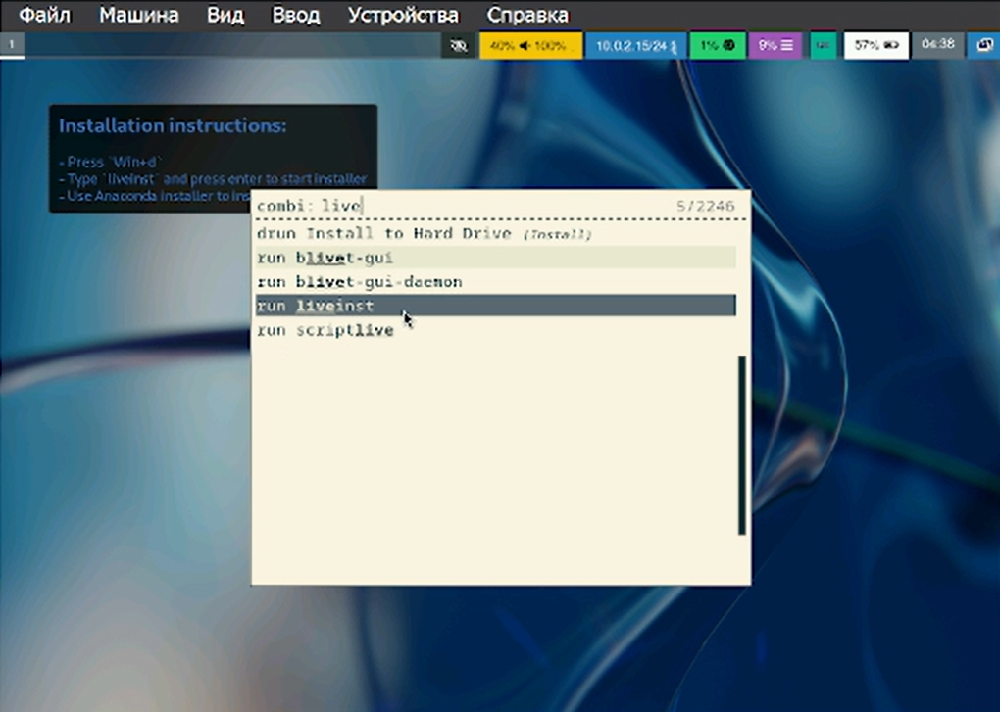 Файл Машина Вид Ввод Устройства Справка
1 40% 100% 10.0.2.15/24 1% 9% 57% 04:38
Installation instructions:
- Press `Win+d`
- Type `liveinst` and press enter to start installer
- Use Anaconda installer to ins
combi: live 5/2246
drun Install to Hard Drive (Install)
run blivet-gui
run blivet-gui-daemon
run liveinst
run scriptlive